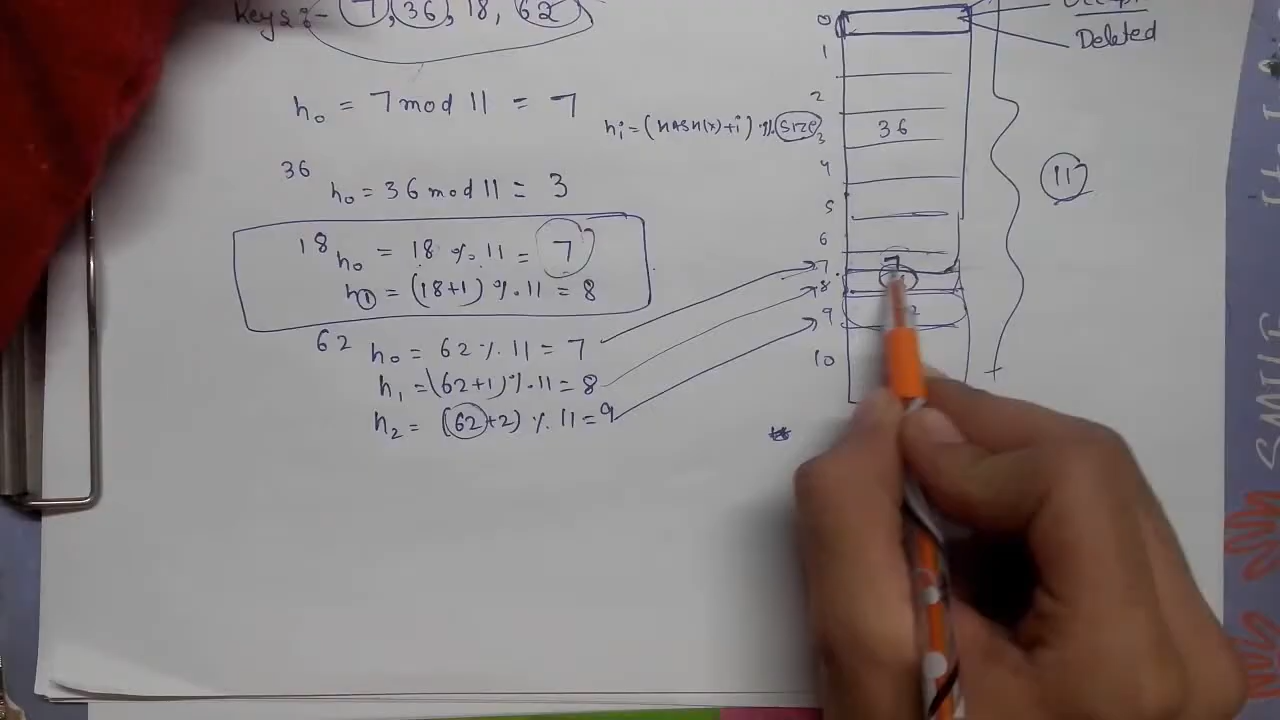 Keys :- 7, 36, 18, 62
h₀ = 7 mod 11 = 7
36 h₀ = 36 mod 11 = 3
18 h₀ = 18 % 11 = 7
h① = (18+1) % 11 = 8
62 h₀ = 62 % 11 = 7
h₁ = (62+1) % 11 = 8
h₂ = (62+2) % 11 = 9
hᵢ = (HASH(x)+i) % size
0
1
2
3 36
4
5
6
7 7
8
9
10
Deleted
11
SMILE